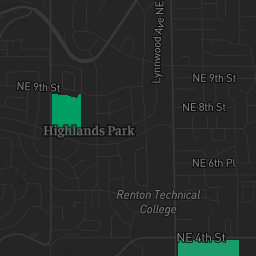 Lynnwood Ave NE
NE 9th St
NE 9th St
NE 8th St
Highlands Park
NE 6th Pl
Renton Technical
College
NE 4th St